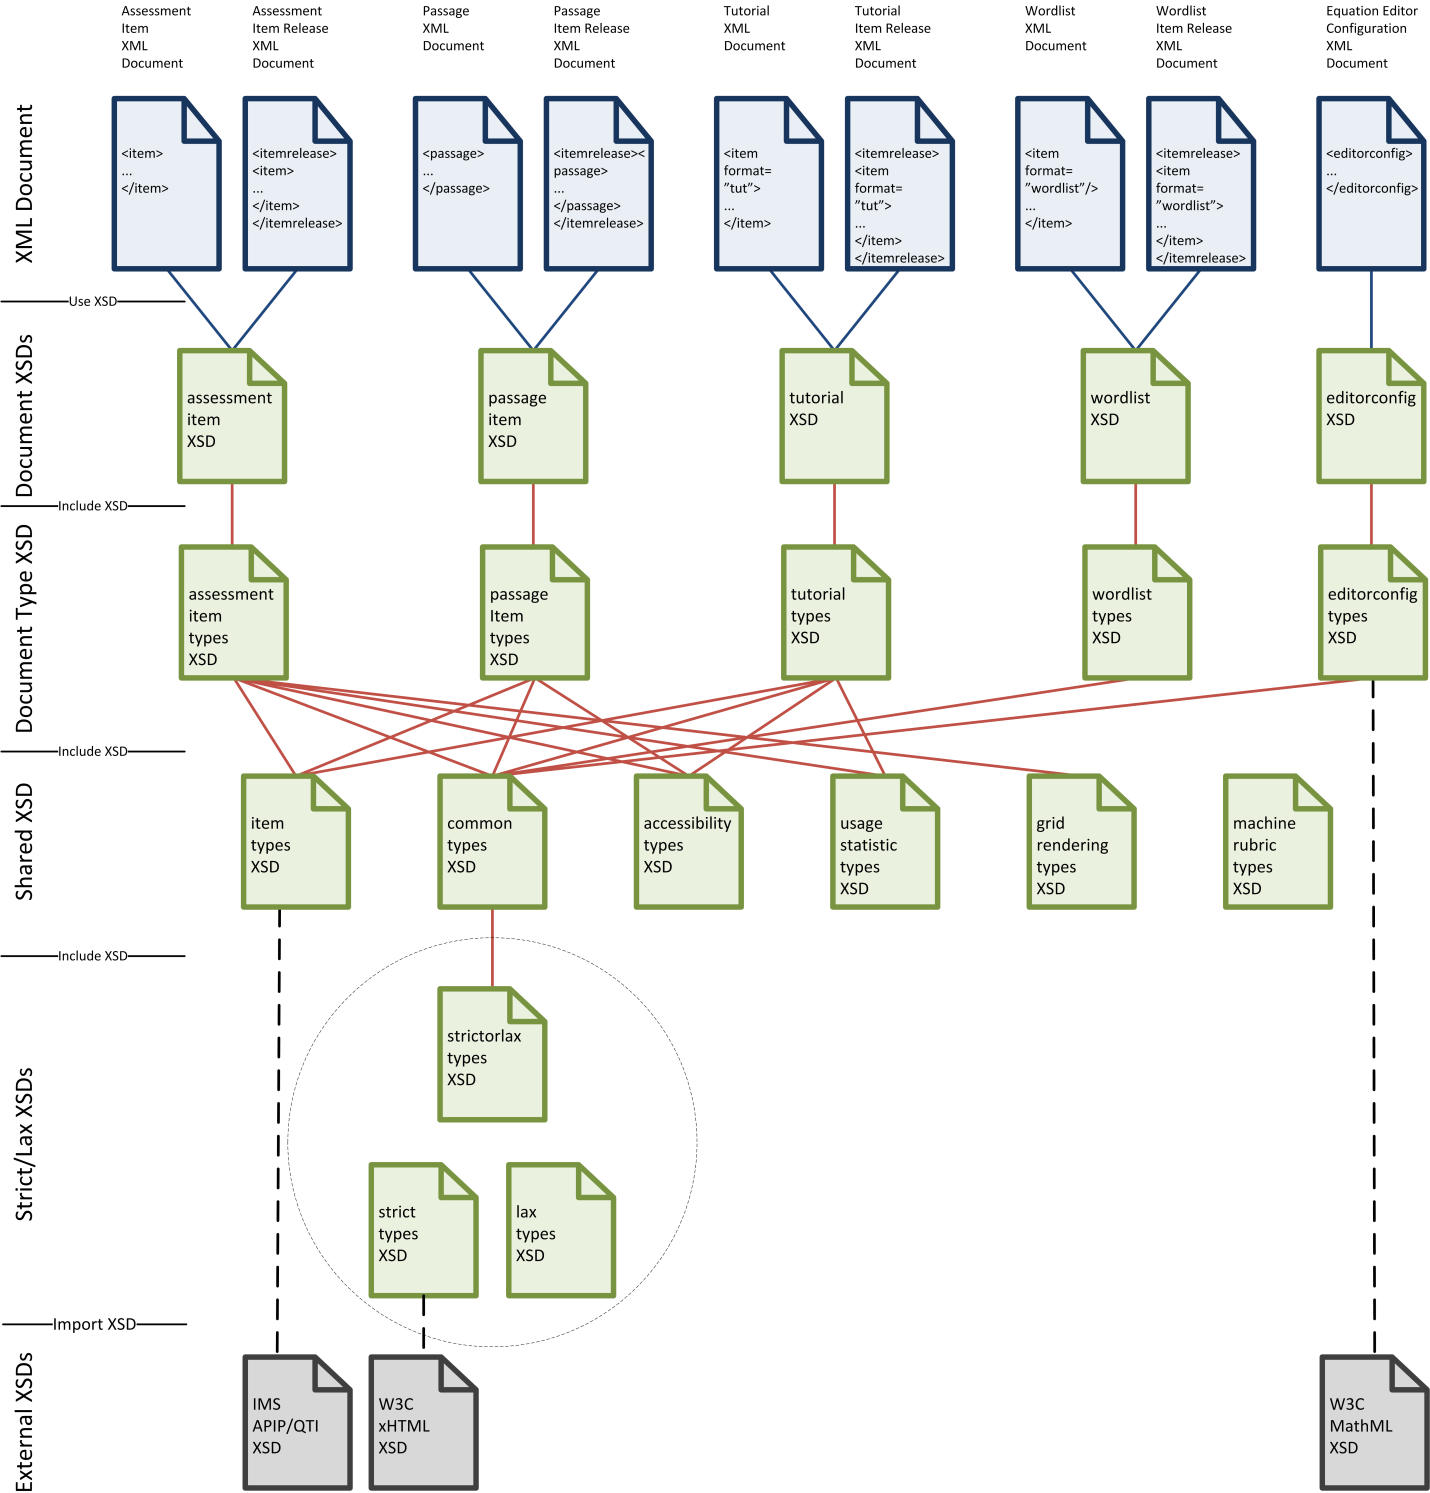 Assessment
Item
XML
Document
Assessment
Item Release
XML
Document
Passage
XML
Document
Passage
Item Release
XML
Document
Tutorial
XML
Document
Tutorial
Item Release
XML
Document
Wordlist
XML
Document
Wordlist
Item Release
XML
Document
Equation Editor
Configuration
XML
Document
XML Document
<item>
...
</item>
<itemrelease>
<item>
...
</item>
</itemrelease>
<passage>
...
</passage>
<itemrelease><
passage>
...
</passage>
</itemrelease>
<item
format=
”tut”>
...
</item>
<itemrelease>
<item
format=
”tut”>
...
</item>
</itemrelease>
<item
format=
”wordlist”/>
...
</item>
<itemrelease>
<item
format=
”wordlist”>
...
</item>
</itemrelease>
<editorconfig>
...
</editorconfig>
Use XSD
Document XSDs
assessment
item
XSD
passage
item
XSD
tutorial
XSD
wordlist
XSD
editorconfig
XSD
Include XSD
Document Type XSD
assessment
item
types
XSD
passage
Item
types
XSD
tutorial
types
XSD
wordlist
types
XSD
editorconfig
types
XSD
Include XSD
Shared XSD
item
types
XSD
common
types
XSD
accessibility
types
XSD
usage
statistic
types
XSD
grid
rendering
types
XSD
machine
rubric
types
XSD
Include XSD
Strict/Lax XSDs
strictorlax
types
XSD
strict
types
XSD
lax
types
XSD
Import XSD
External XSDs
IMS
APIP/QTI
XSD
W3C
xHTML
XSD
W3C
MathML
XSD